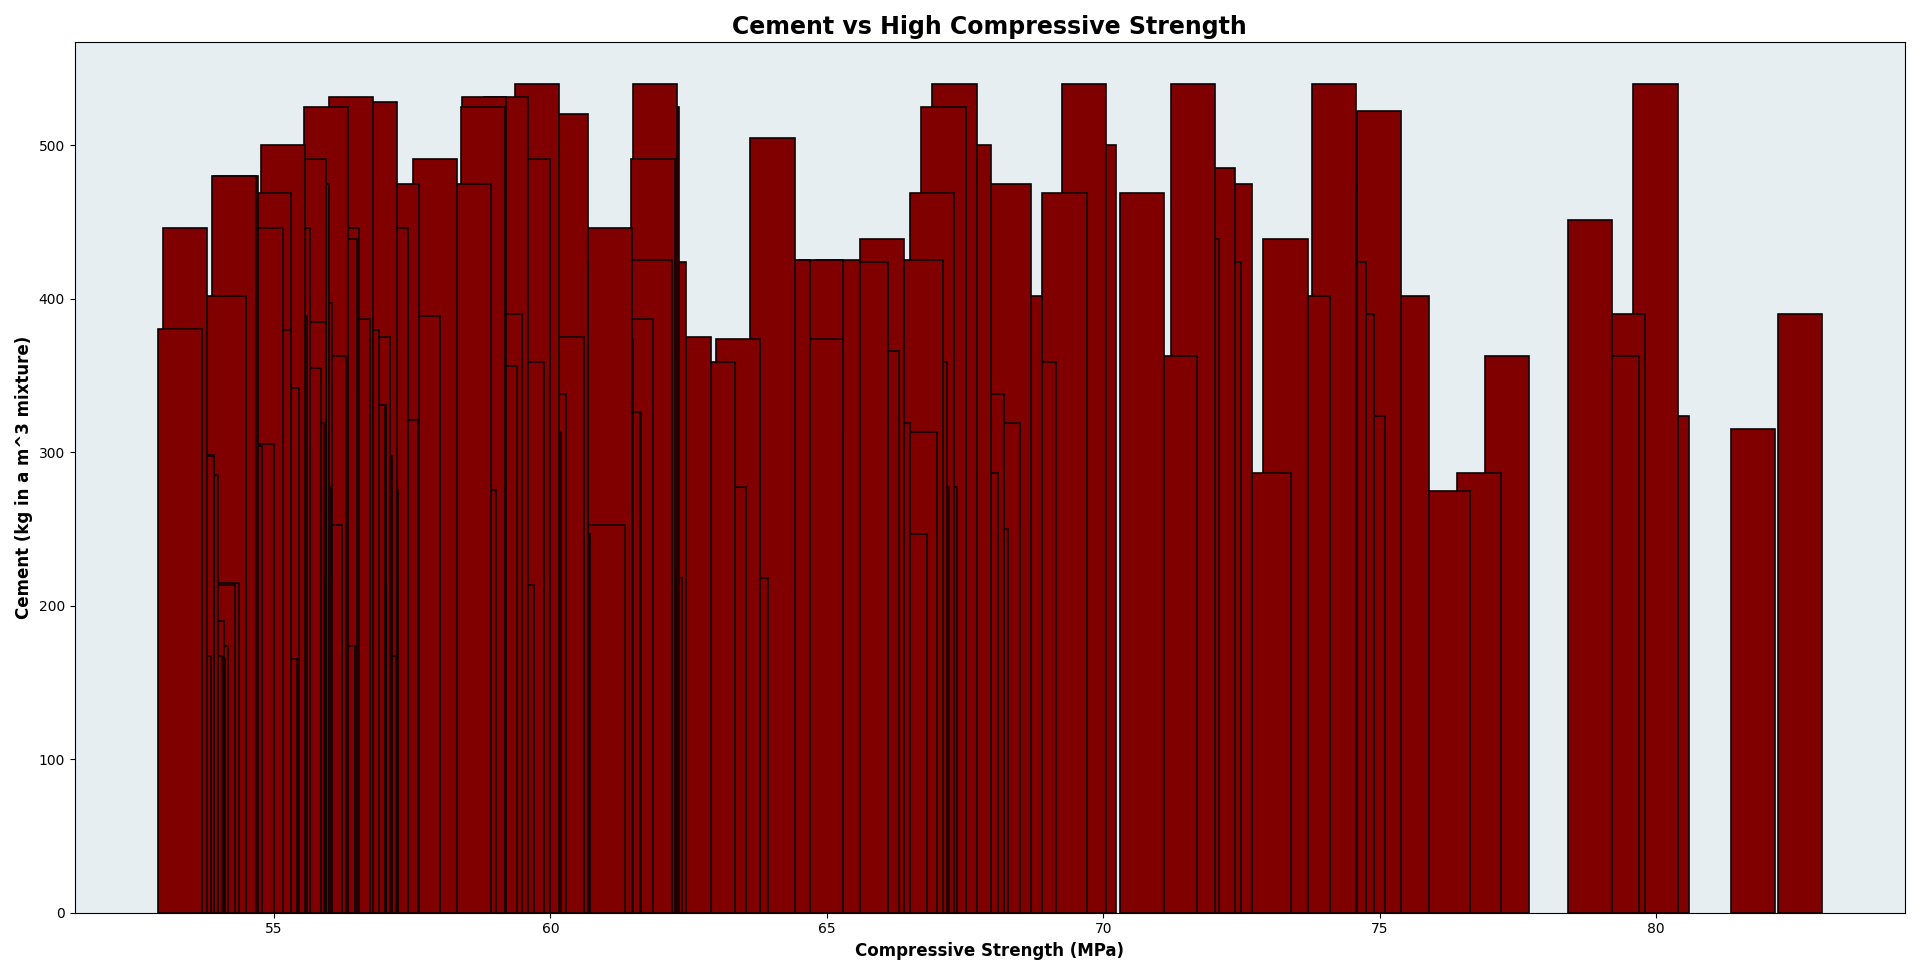 Cement vs High Compressive Strength
500
400
300
200
100
0
Cement (kg in a m^3 mixture)
55 60 65 70 75 80
Compressive Strength (MPa)